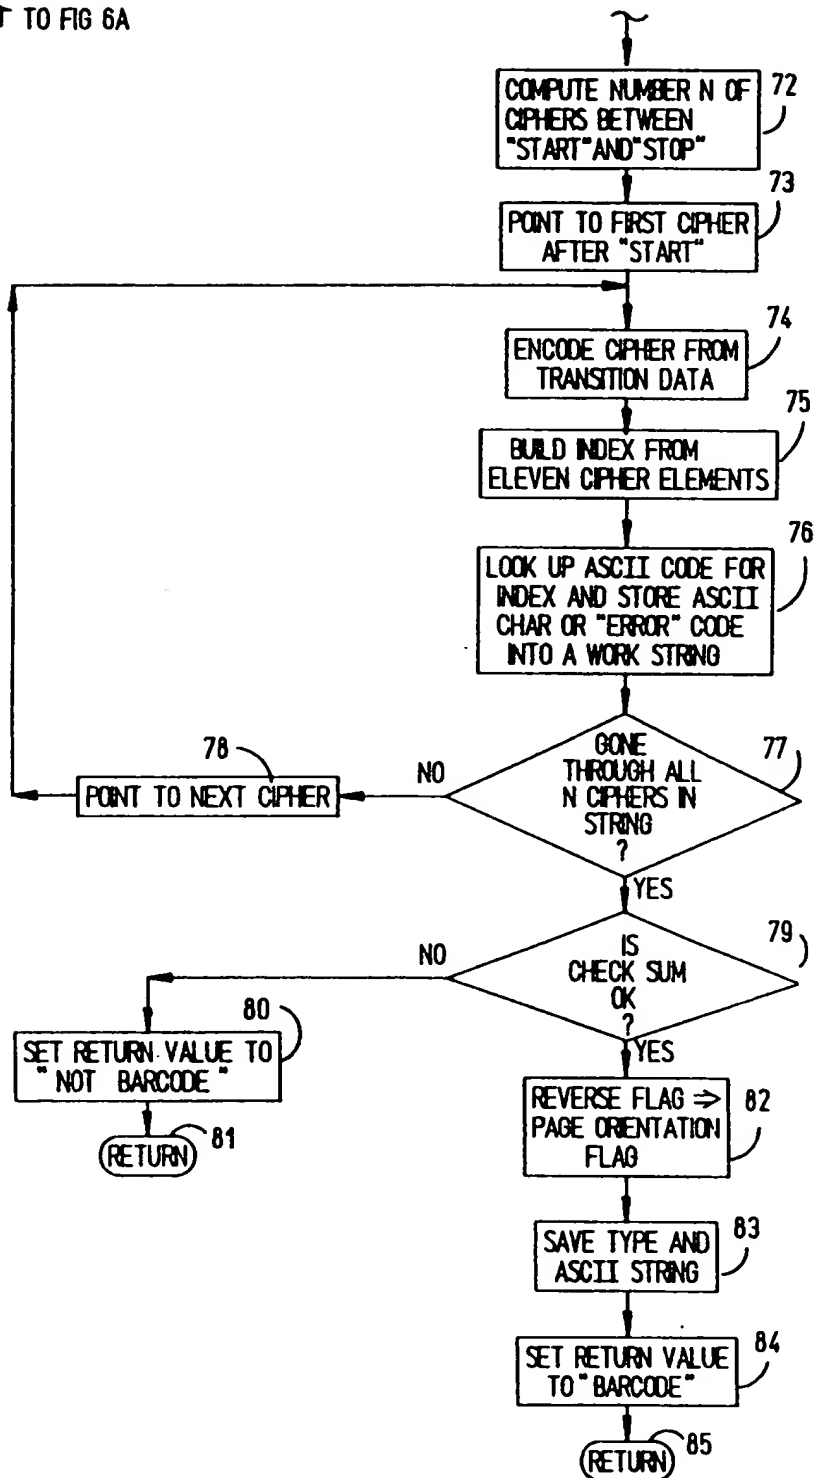 TO FIG 6A
COMPUTE NUMBER N OF
CIPHERS BETWEEN
"START"AND"STOP"
72
POINT TO FIRST CIPHER
AFTER "START"
73
ENCODE CIPHER FROM
TRANSITION DATA
74
BUILD INDEX FROM
ELEVEN CIPHER ELEMENTS
75
LOOK UP ASCII CODE FOR
INDEX AND STORE ASCII
CHAR OR "ERROR" CODE
INTO A WORK STRING
76
GONE
THROUGH ALL
N CIPHERS IN
STRING
?
77
NO
78
POINT TO NEXT CIPHER
YES
IS
CHECK SUM
OK
?
79
NO
80
SET RETURN VALUE TO
"NOT BARCODE"
RETURN
81
YES
REVERSE FLAG ⇒
PAGE ORIENTATION
FLAG
82
SAVE TYPE AND
ASCII STRING
83
SET RETURN VALUE
TO "BARCODE"
84
RETURN
85